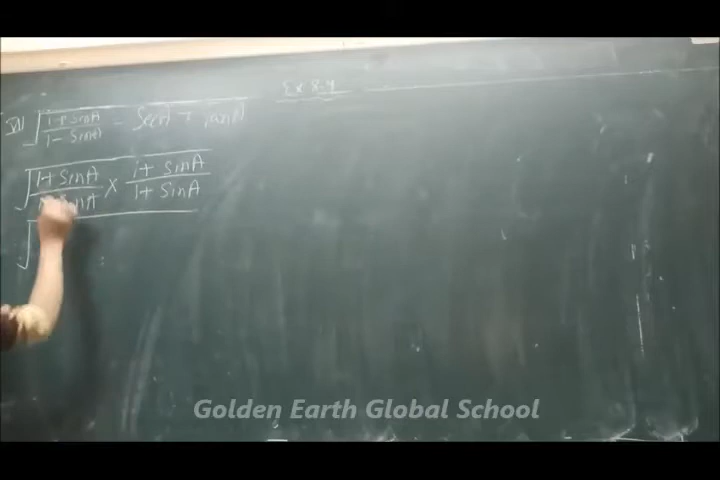 Ex 8.4
VI) √(1+SinA)/(1-SinA) = SecA + tanA
√(1+SinA)/(1-SinA) × (1+SinA)/(1+SinA)
√
Golden Earth Global School